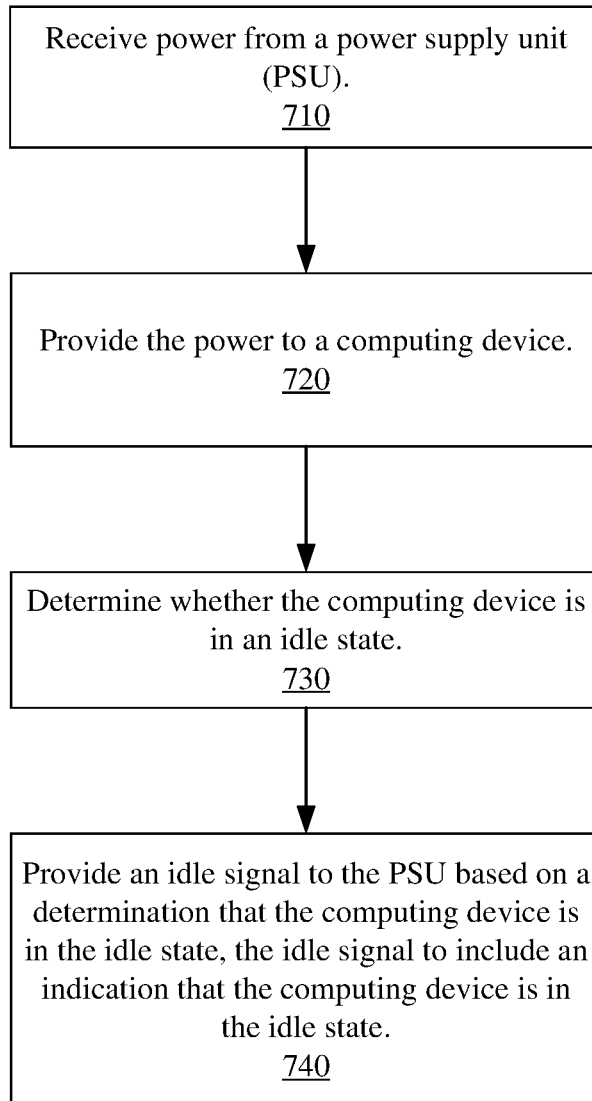 Receive power from a power supply unit
(PSU).
710
Provide the power to a computing device.
720
Determine whether the computing device is
in an idle state.
730
Provide an idle signal to the PSU based on a
determination that the computing device is
in the idle state, the idle signal to include an
indication that the computing device is in
the idle state.
740